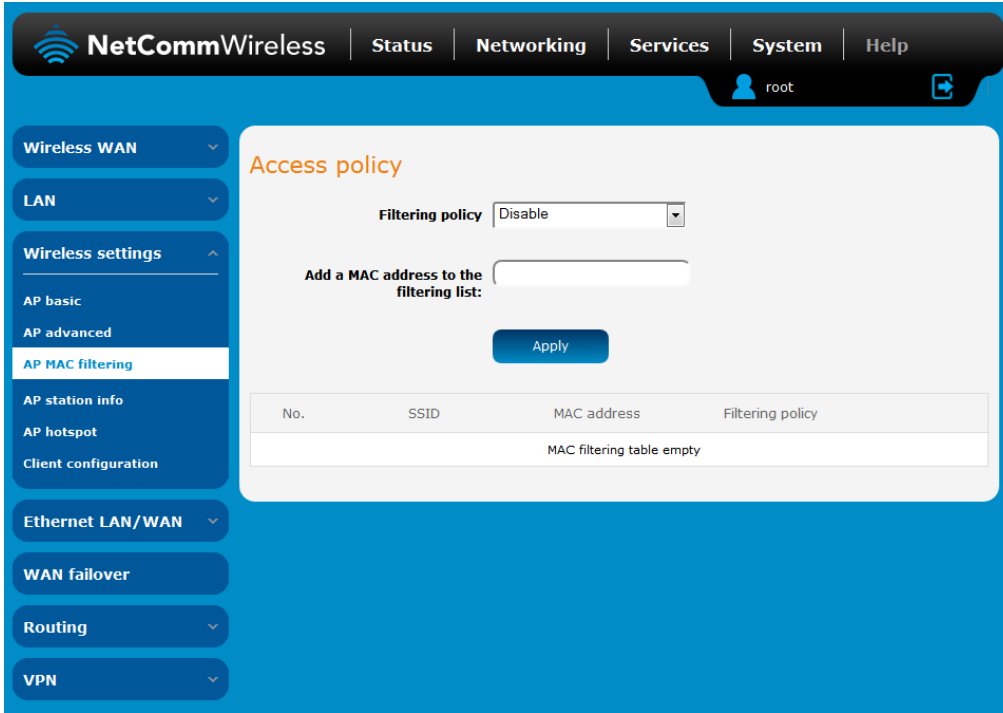 NetCommWireless Status Networking Services System Help
root
Wireless WAN
LAN
Wireless settings
AP basic
AP advanced
AP MAC filtering
AP station info
AP hotspot
Client configuration
Ethernet LAN/WAN
WAN failover
Routing
VPN
Access policy
Filtering policy Disable
Add a MAC address to the
filtering list:
Apply
No. SSID MAC address Filtering policy
MAC filtering table empty